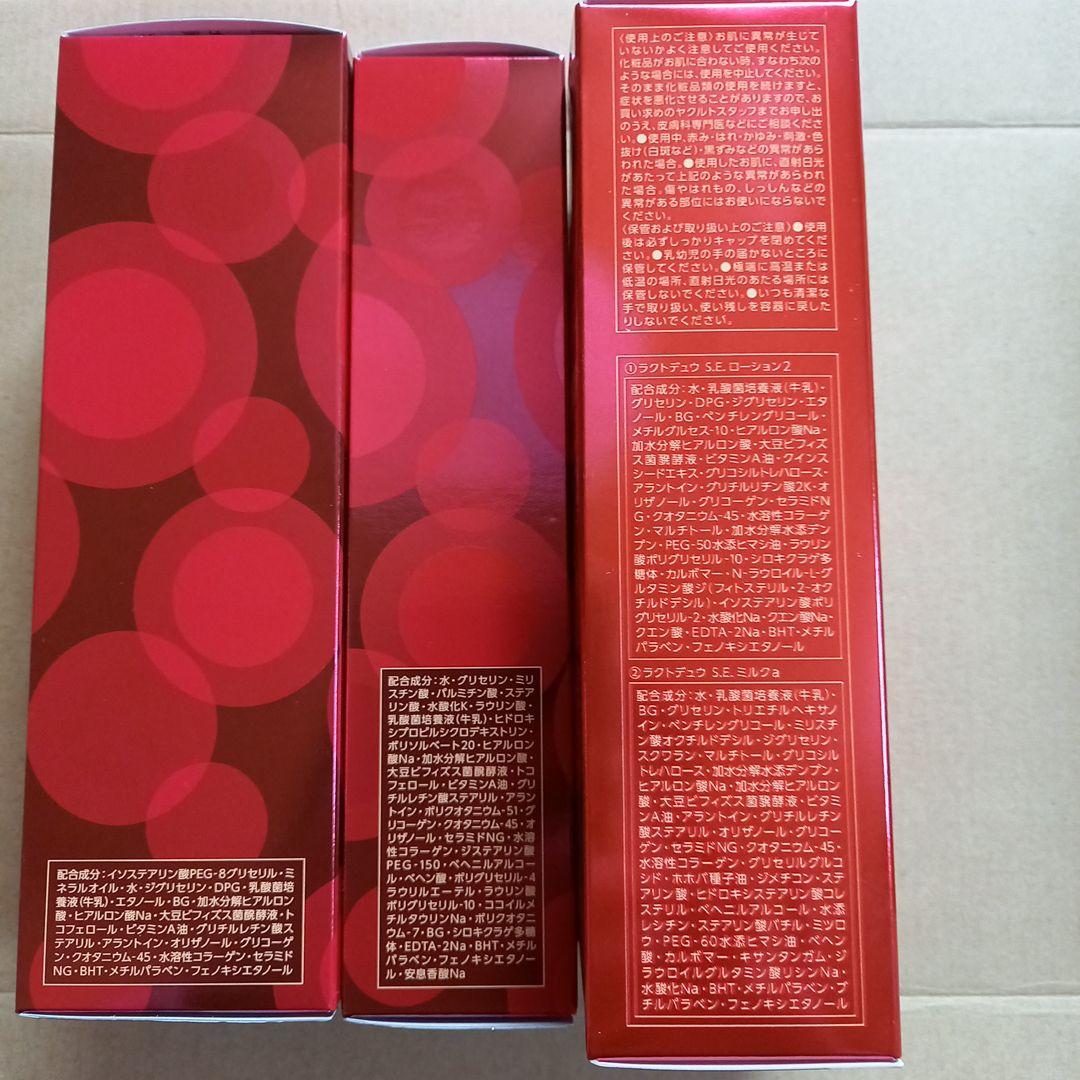 配合成分:イソステアリン酸PEG-8グリセリル・ミ
ネラルオイル・水・ジグリセリン・DPG・乳酸菌培
養液(牛乳)・エタノール・BG・加水分解ヒアルロン
酸・ヒアルロン酸Na・大豆ビフィズス菌醗酵液・ト
コフェロール・ビタミンA油・グリチルレチン酸ス
テアリル・アラントイン・オリザノール・グリコーゲ
ン・クオタニウム-45・水溶性コラーゲン・セラミド
NG・BHT・メチルパラベン・フェノキシエタノール
配合成分:水・グリセリン・ミリ
スチン酸・パルミチン酸・ステア
リン酸・水酸化K・ラウリン酸・
乳酸菌培養液(牛乳)・ヒドロキ
シプロピルシクロデキストリン・
ポリソルベート20・ヒアルロン
酸Na・加水分解ヒアルロン酸・
大豆ビフィズス菌醗酵液・トコ
フェロール・ビタミンA油・グリ
チルレチン酸ステアリル・アラン
トイン・ポリクオタニウム-51・グ
リコーゲン・クオタニウム-45・オ
リザノール・セラミドNG・水溶
性コラーゲン・ジステアリン酸
PEG-150・ベヘニルアルコー
ル・ベヘン酸・ポリグリセリル-4
ラウリルエーテル・ラウリン酸
ポリグリセリル-10・ココイルメ
チルタウリンNa・ポリクオタニ
ウム-7・BG・シロキクラゲ多糖
体・EDTA-2Na・BHT・メチル
パラベン・フェノキシエタノー
ル・安息香酸Na
〈使用上のご注意〉お肌に異常が生じて
いないかよく注意してご使用ください。
化粧品がお肌に合わない時、すなわち次の
ような場合には、使用を中止してください。
そのまま化粧品類の使用を続けますと、
症状を悪化させることがありますので、お
買い求めのヤクルトスタッフまでお申し出
のうえ、皮膚科専門医などにご相談くださ
い。●使用中、赤み・はれ・かゆみ・刺激・色
抜け(白斑など)・黒ずみなどの異常があら
われた場合。●使用したお肌に、直射日光
があたって上記のような異常があらわれ
た場合。傷やはれもの、しっしんなどの
異常がある部位にはお使いにならないで
ください。
〈保管および取り扱い上のご注意〉●使用
後は必ずしっかりキャップを閉めてくだ
さい。●乳幼児の手の届かないところに
保管してください。●極端に高温または
低温の場所、直射日光のあたる場所には
保管しないでください。●いつも清潔な
手で取り扱い、使い残しを容器に戻した
りしないでください。
①ラクトデュウ S.E. ローション2
配合成分:水・乳酸菌培養液(牛乳)・
グリセリン・DPG・ジグリセリン・エタ
ノール・BG・ペンチレングリコール・
メチルグルセス-10・ヒアルロン酸Na・
加水分解ヒアルロン酸・大豆ビフィズ
ス菌醗酵液・ビタミンA油・クインス
シードエキス・グリコシルトレハロース・
アラントイン・グリチルリチン酸2K・オ
リザノール・グリコーゲン・セラミドN
G・クオタニウム-45・水溶性コラーゲ
ン・マルチトール・加水分解水添デン
プン・PEG-50水添ヒマシ油・ラウリン
酸ポリグリセリル-10・シロキクラゲ多
糖体・カルボマー・N-ラウロイル-L-グ
ルタミン酸ジ(フィトステリル・2-オク
チルドデシル)・イソステアリン酸ポリ
グリセリル-2・水酸化Na・クエン酸Na・
クエン酸・EDTA-2Na・BHT・メチル
パラベン・フェノキシエタノール
②ラクトデュウ S.E. ミルクa
配合成分:水・乳酸菌培養液(牛乳)・
BG・グリセリン・トリエチルヘキサノ
イン・ペンチレングリコール・ミリスチ
ン酸オクチルドデシル・ジグリセリン・
スクワラン・マルチトール・グリコシル
トレハロース・加水分解水添デンプン・
ヒアルロン酸Na・加水分解ヒアルロン
酸・大豆ビフィズス菌醗酵液・ビタミ
ンA油・アラントイン・グリチルレチン
酸ステアリル・オリザノール・グリコー
ゲン・セラミドNG・クオタニウム-45・
水溶性コラーゲン・グリセリルグルコ
シド・ホホバ種子油・ジメチコン・ステ
アリン酸・ヒドロキシステアリン酸コレ
ステリル・ベヘニルアルコール・水添
レシチン・ステアリン酸バチル・ミツロ
ウ・PEG-60水添ヒマシ油・ベヘン
酸・カルボマー・キサンタンガム・ジ
ラウロイルグルタミン酸リシンNa・
水酸化Na・BHT・メチルパラベン・ブ
チルパラベン・フェノキシエタノール